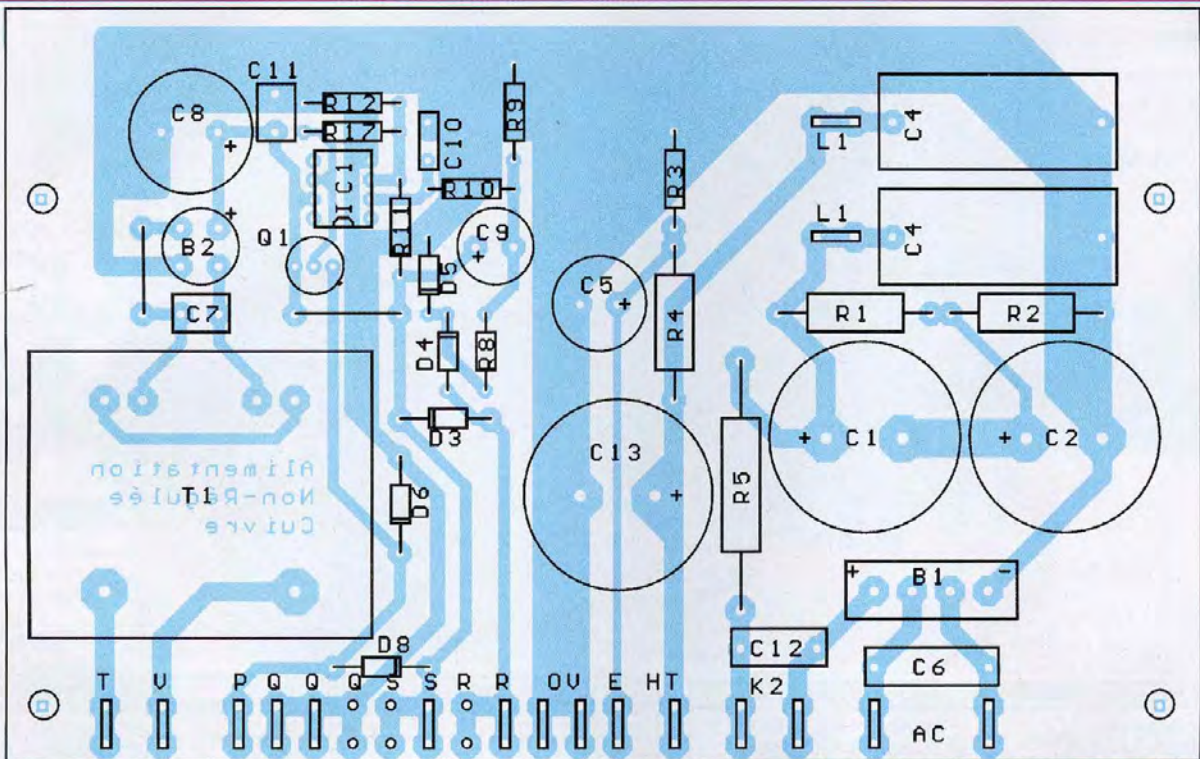 C11
C8
R12
R17
C10
R9
IC1
R10
R3
L1
C4
L1
C4
B2
Q1
R11
D5
C9
C5
R4
R1
R2
C7
D4
R8
D3
C13
C1
C2
Alimentation
Non-Régulée
Cuivre
T1
D6
R5
B1
D8
C12
C6
T V P Q Q Q S S R R 0V E HT K2 AC